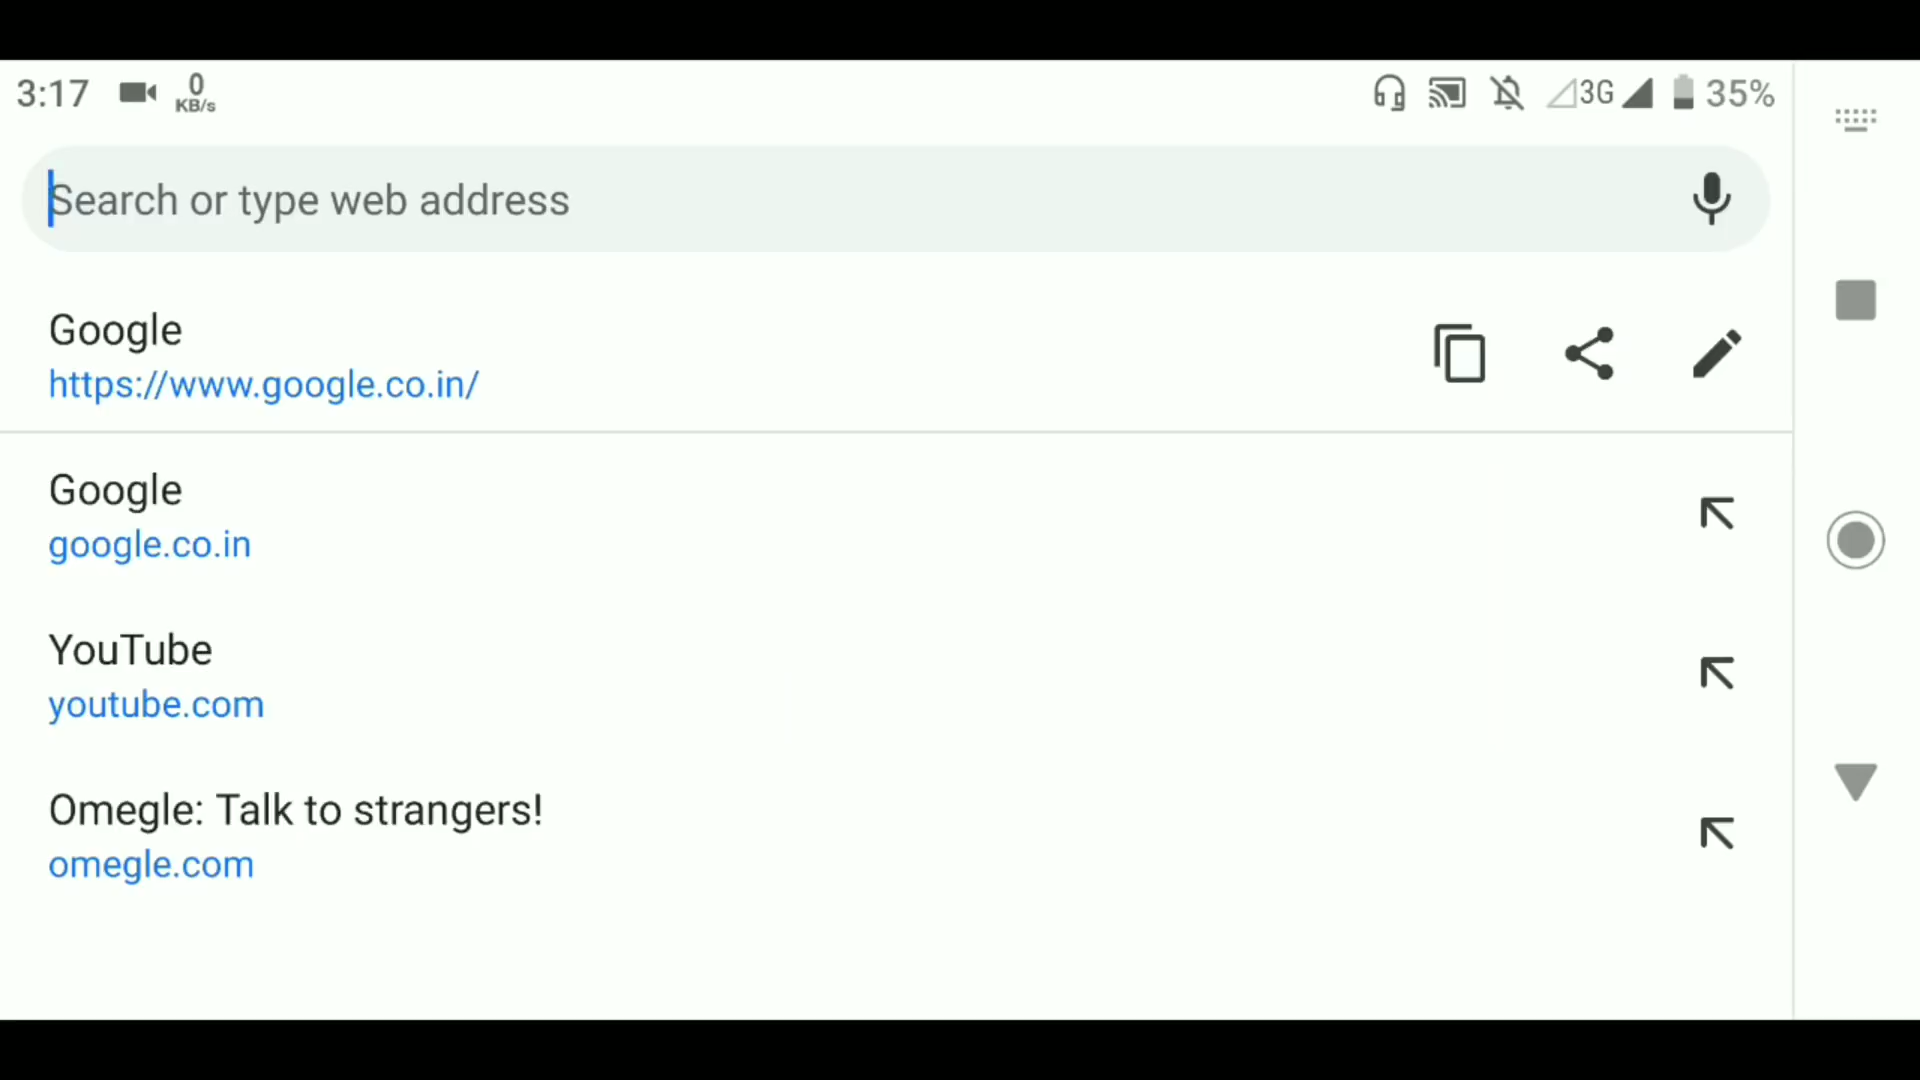 3:17 0 KB/s 3G 35%
Search or type web address
Google
https://www.google.co.in/
Google
google.co.in
YouTube
youtube.com
Omegle: Talk to strangers!
omegle.com